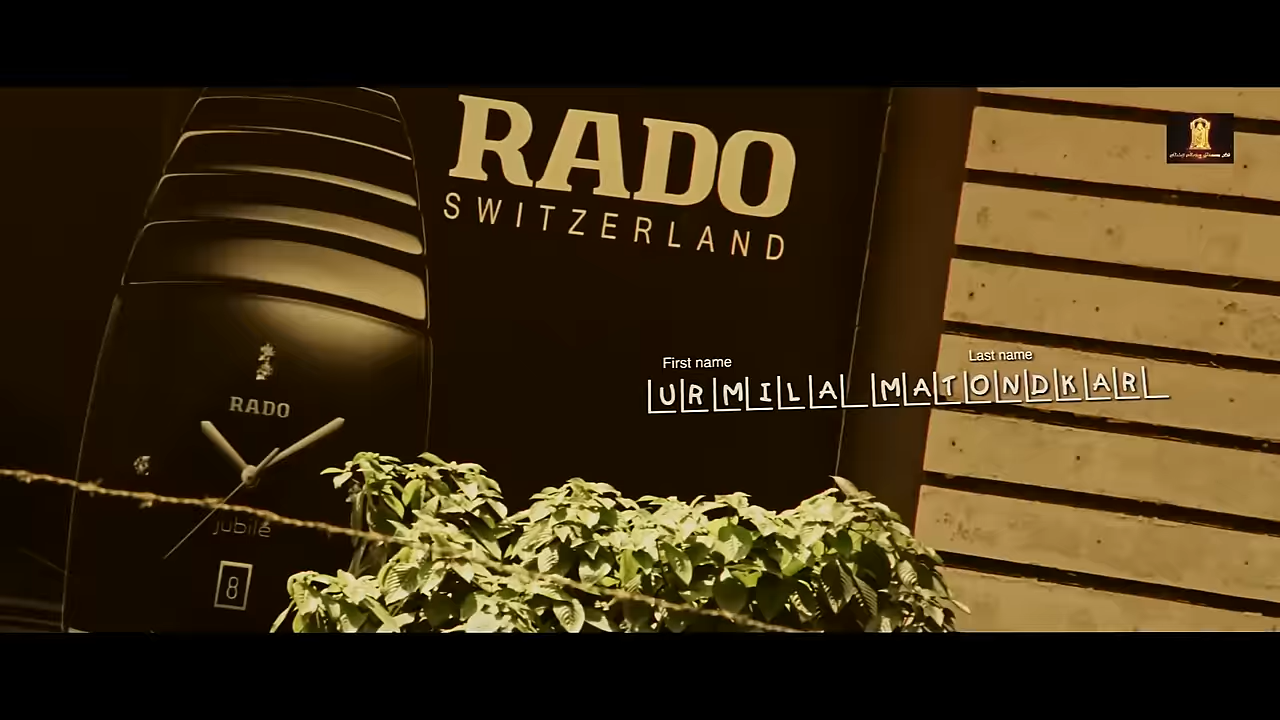 RADO
SWITZERLAND
First name Last name
URMILA MATONDKAR
RADO
jubilé
8